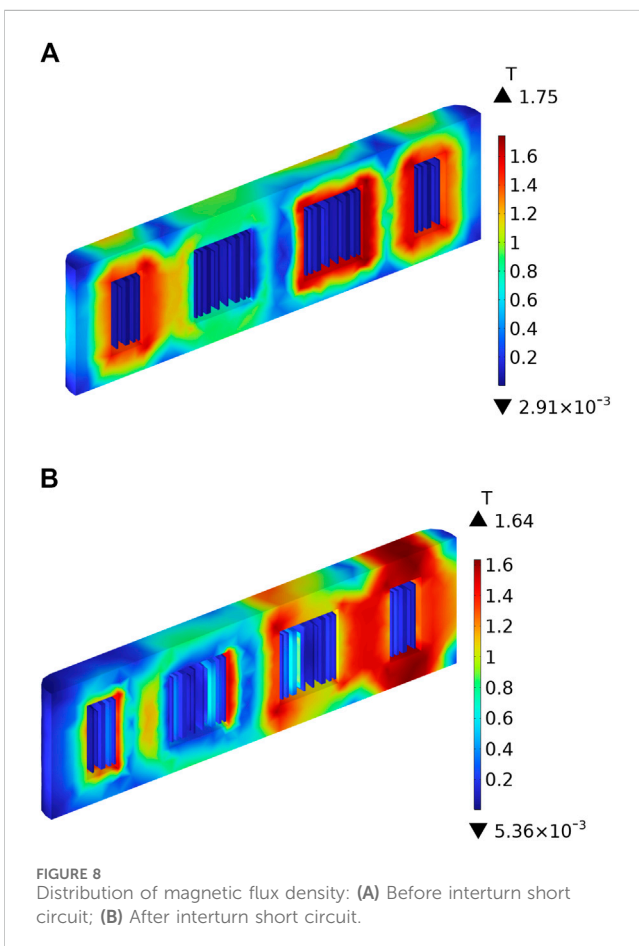 A
T
▲ 1.75
1.6
1.4
1.2
1
0.8
0.6
0.4
0.2
▼ 2.91×10⁻³
B
T
▲ 1.64
1.6
1.4
1.2
1
0.8
0.6
0.4
0.2
▼ 5.36×10⁻³
FIGURE 8
Distribution of magnetic flux density: (A) Before interturn short
circuit; (B) After interturn short circuit.